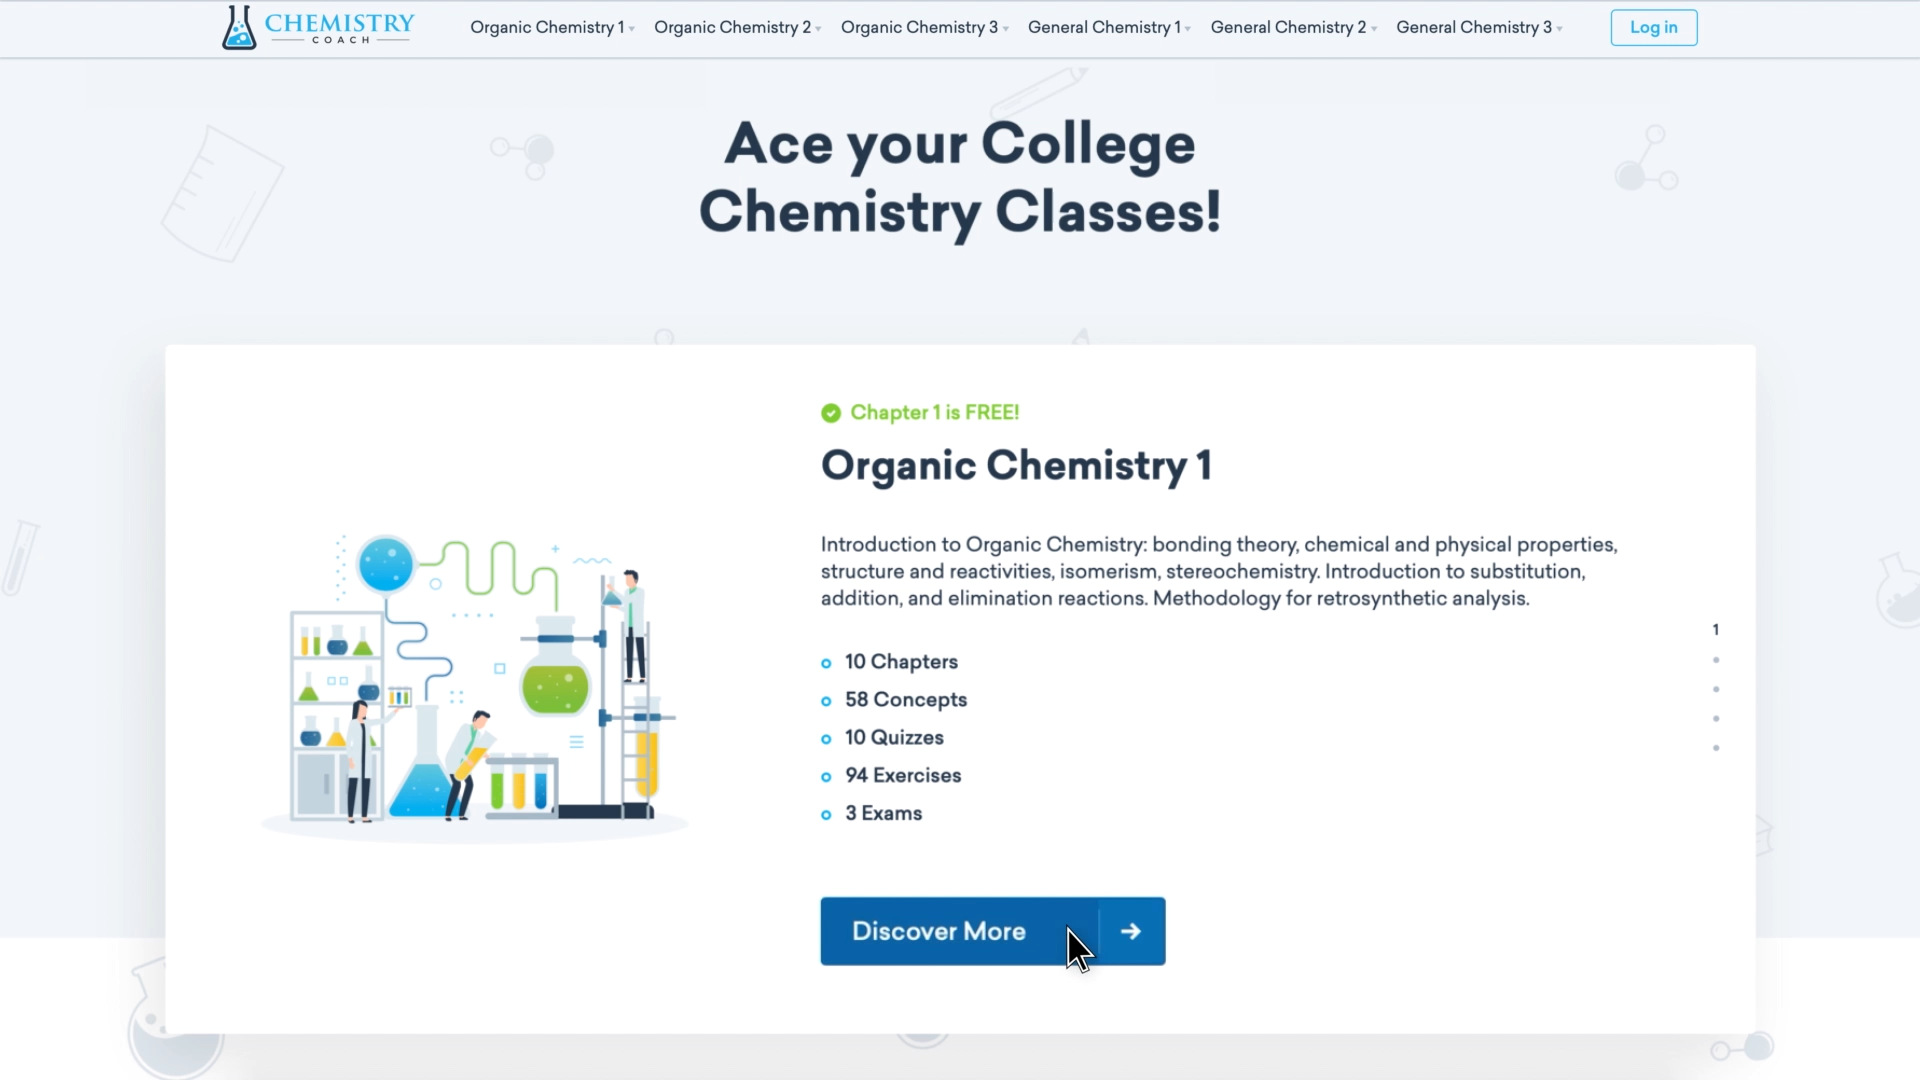 CHEMISTRY
COACH
Organic Chemistry 1
Organic Chemistry 2
Organic Chemistry 3
General Chemistry 1
General Chemistry 2
General Chemistry 3
Log in
Ace your College
Chemistry Classes!
Chapter 1 is FREE!
Organic Chemistry 1
Introduction to Organic Chemistry: bonding theory, chemical and physical properties,
structure and reactivities, isomerism, stereochemistry. Introduction to substitution,
addition, and elimination reactions. Methodology for retrosynthetic analysis.
1
10 Chapters
58 Concepts
10 Quizzes
94 Exercises
3 Exams
Discover More